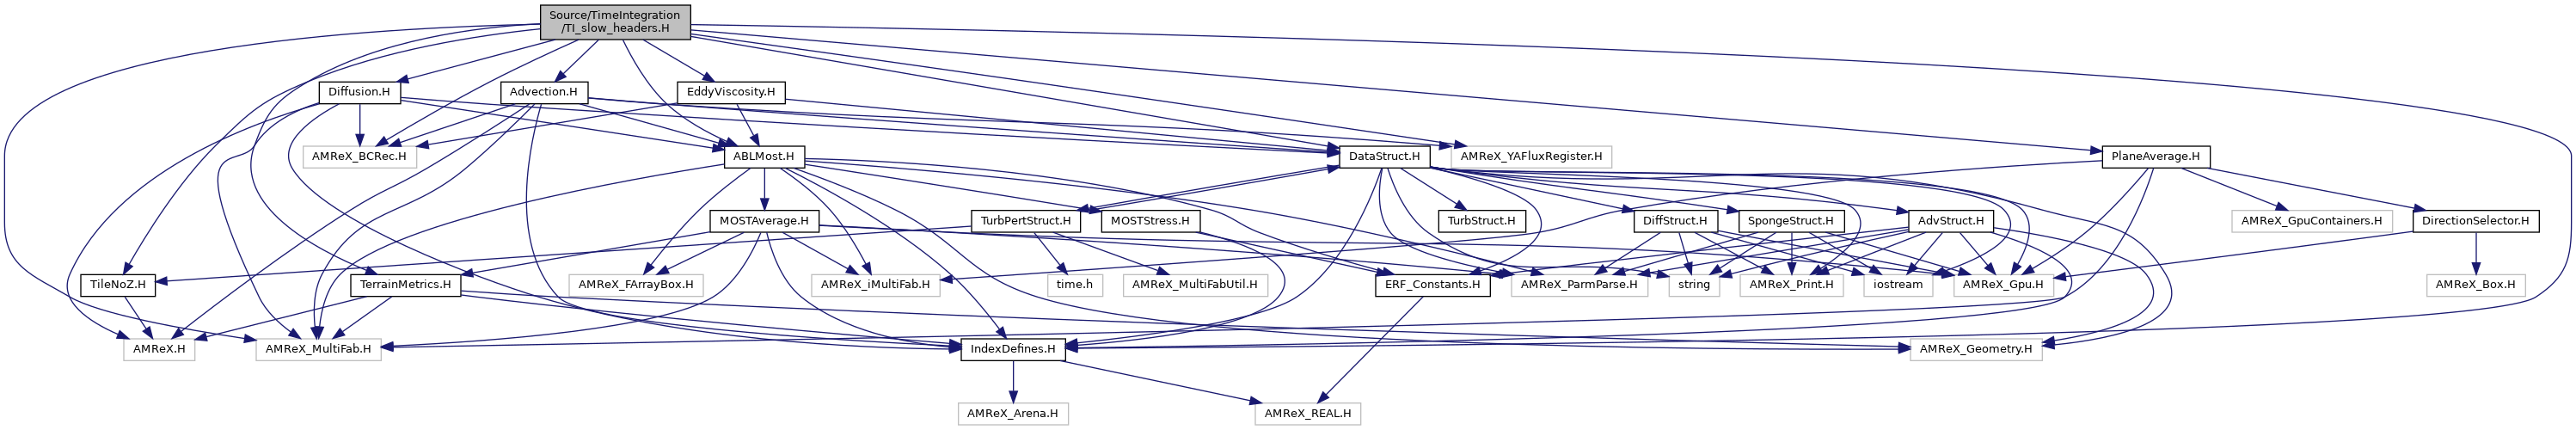 Source/TimeIntegration
/TI_slow_headers.H
Diffusion.H
Advection.H
EddyViscosity.H
AMReX_BCRec.H
ABLMost.H
DataStruct.H
AMReX_YAFluxRegister.H
PlaneAverage.H
MOSTAverage.H
TurbPertStruct.H
MOSTStress.H
TurbStruct.H
DiffStruct.H
SpongeStruct.H
AdvStruct.H
AMReX_GpuContainers.H
DirectionSelector.H
TileNoZ.H
TerrainMetrics.H
AMReX_FArrayBox.H
AMReX_iMultiFab.H
time.h
AMReX_MultiFabUtil.H
ERF_Constants.H
AMReX_ParmParse.H
string
AMReX_Print.H
iostream
AMReX_Gpu.H
AMReX_Box.H
AMReX.H
AMReX_MultiFab.H
IndexDefines.H
AMReX_Geometry.H
AMReX_Arena.H
AMReX_REAL.H